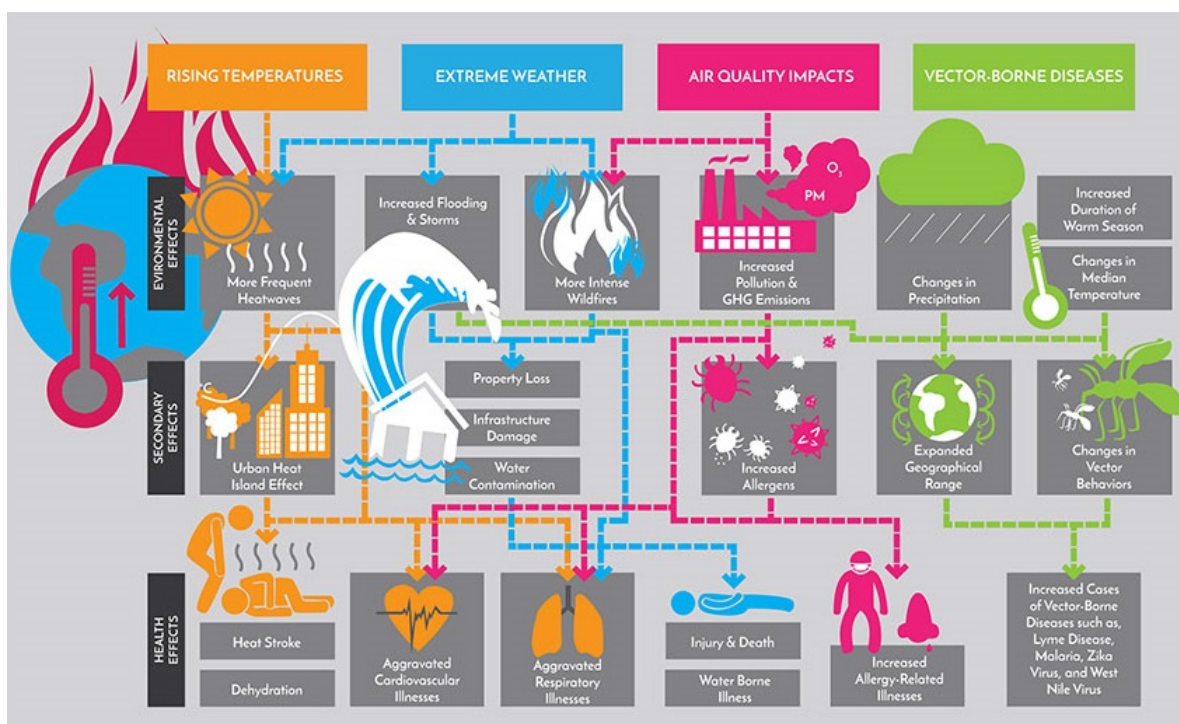 RISING TEMPERATURES
EXTREME WEATHER
AIR QUALITY IMPACTS
VECTOR-BORNE DISEASES
EVIRONMENTAL
EFFECTS
More Frequent
Heatwaves
Increased Flooding
& Storms
More Intense
Wildfires
O3
PM
Increased
Pollution &
GHG Emissions
Changes in
Precipitation
Increased
Duration of
Warm Season
Changes in
Median
Temperature
SECONDARY
EFFECTS
°C
Urban Heat
Island Effect
Property Loss
Infrastructure
Damage
Water
Contamination
Increased
Allergens
Expanded
Geographical
Range
Changes in
Vector
Behaviors
HEALTH
EFFECTS
Heat Stroke
Dehydration
Aggravated
Cardiovascular
Illnesses
Aggravated
Respiratory
Illnesses
Injury & Death
Water Borne
Illness
Increased
Allergy-Related
Illnesses
Increased Cases
of Vector-Borne
Diseases such as,
Lyme Disease,
Malaria, Zika
Virus, and West
Nile Virus